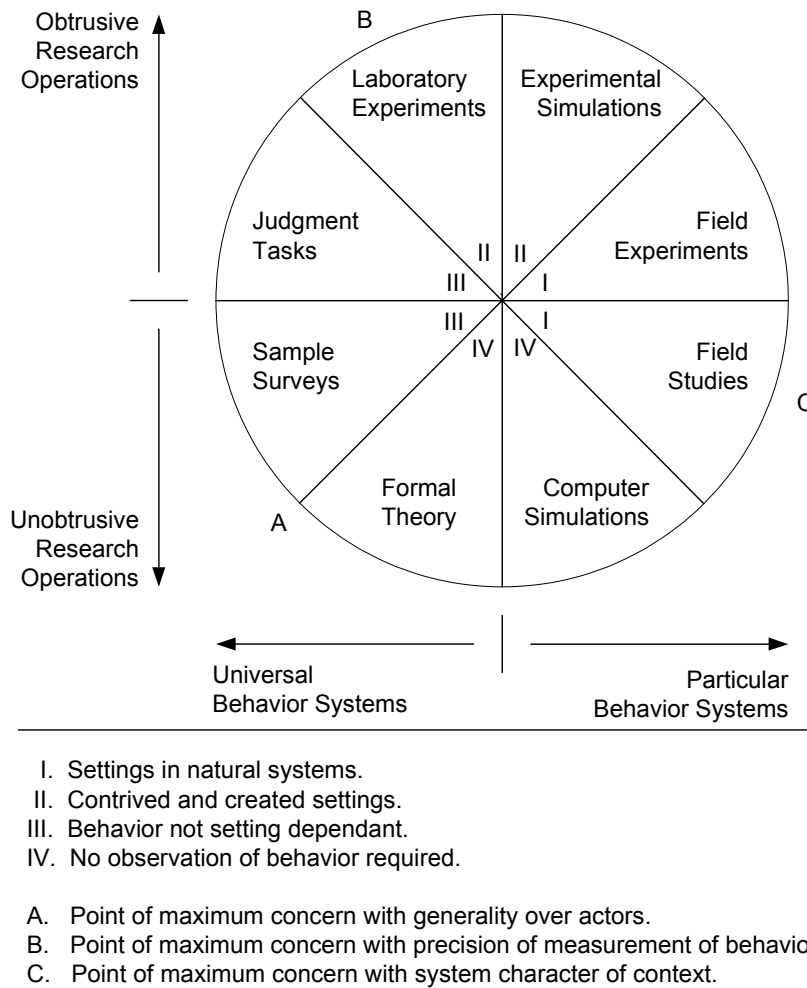 B
Obtrusive
Research
Operations
Laboratory
Experiments
Experimental
Simulations
Judgment
Tasks
Field
Experiments
II
II
III
I
III
I
IV
IV
Sample
Surveys
Field
Studies
C
Formal
Theory
Computer
Simulations
A
Unobtrusive
Research
Operations
Universal
Behavior Systems
Particular
Behavior Systems
I. Settings in natural systems.
II. Contrived and created settings.
III. Behavior not setting dependant.
IV. No observation of behavior required.
A. Point of maximum concern with generality over actors.
B. Point of maximum concern with precision of measurement of behavio
C. Point of maximum concern with system character of context.